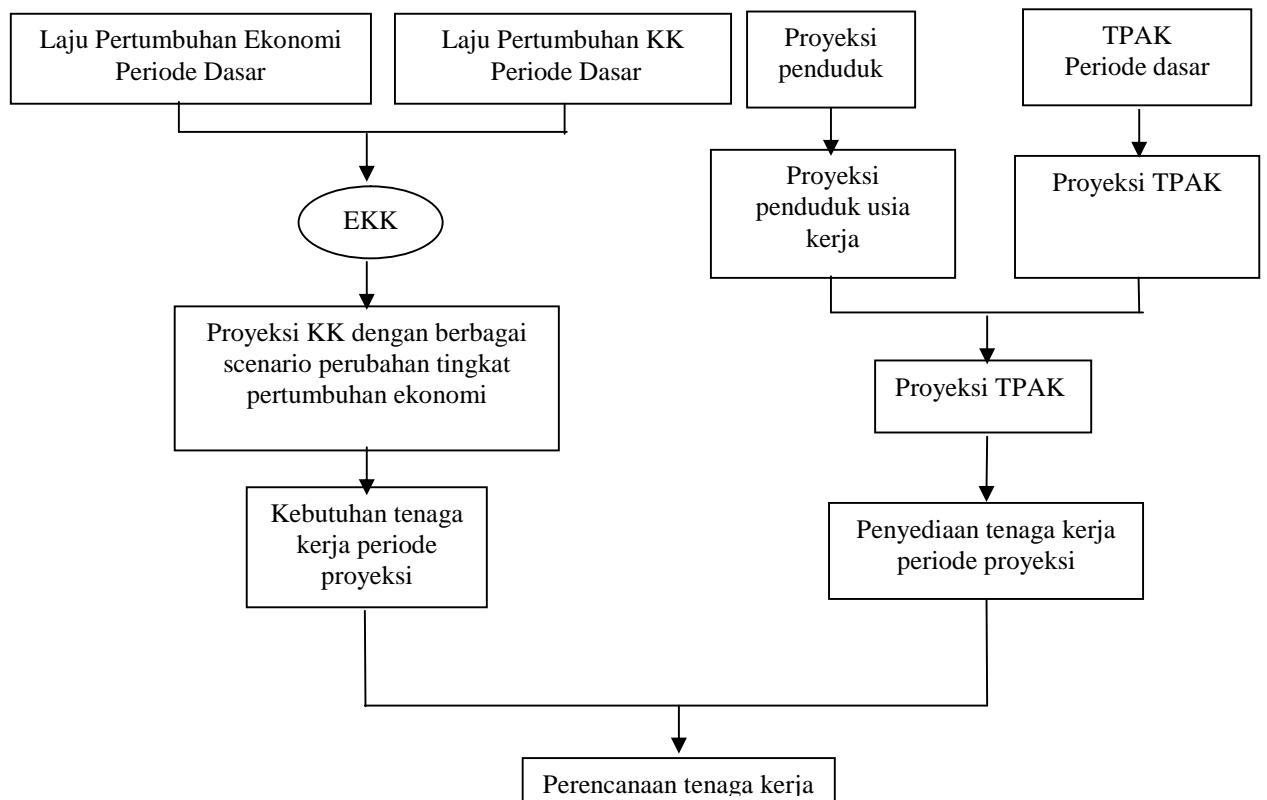 Laju Pertumbuhan Ekonomi
Periode Dasar
Laju Pertumbuhan KK
Periode Dasar
Proyeksi
penduduk
TPAK
Periode dasar
Proyeksi
penduduk usia
kerja
Proyeksi TPAK
EKK
Proyeksi KK dengan berbagai
scenario perubahan tingkat
pertumbuhan ekonomi
Proyeksi TPAK
Kebutuhan tenaga
kerja periode
proyeksi
Penyediaan tenaga kerja
periode proyeksi
Perencanaan tenaga kerja